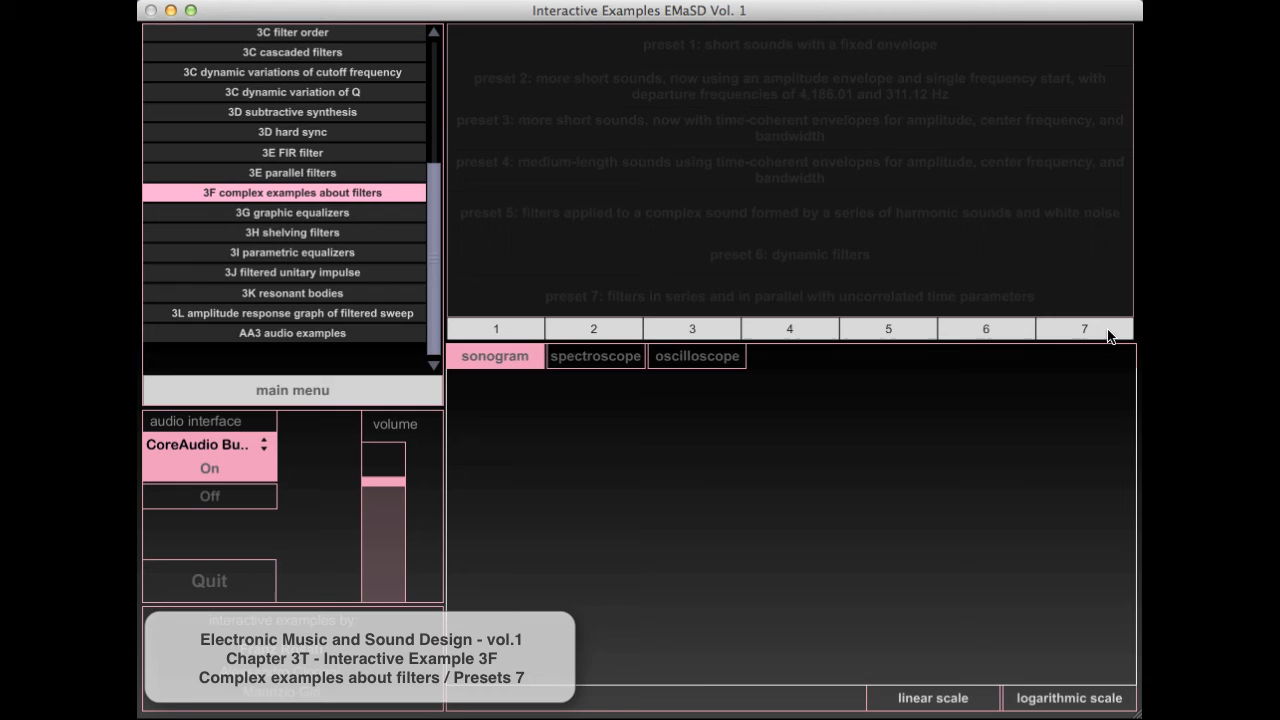 Interactive Examples EMaSD Vol. 1
3C filter order
3C cascaded filters
3C dynamic variations of cutoff frequency
3C dynamic variation of Q
3D subtractive synthesis
3D hard sync
3E FIR filter
3E parallel filters
3F complex examples about filters
3G graphic equalizers
3H shelving filters
3I parametric equalizers
3J filtered unitary impulse
3K resonant bodies
3L amplitude response graph of filtered sweep
AA3 audio examples
main menu
preset 1: short sounds with a fixed envelope
preset 2: more short sounds, now using an amplitude envelope and single frequency start, with
departure frequencies of 4,186.01 and 311.12 Hz
preset 3: more short sounds, now with time-coherent envelopes for amplitude, center frequency, and
bandwidth
preset 4: medium-length sounds using time-coherent envelopes for amplitude, center frequency, and
bandwidth
preset 5: filters applied to a complex sound formed by a series of harmonic sounds and white noise
preset 6: dynamic filters
preset 7: filters in series and in parallel with uncorrelated time parameters
1 2 3 4 5 6 7
sonogram spectroscope oscilloscope
audio interface
CoreAudio Bu..
On
Off
volume
Quit
interactive examples by:
Electronic Music and Sound Design - vol.1
Chapter 3T - Interactive Example 3F
Complex examples about filters / Presets 7
linear scale logarithmic scale